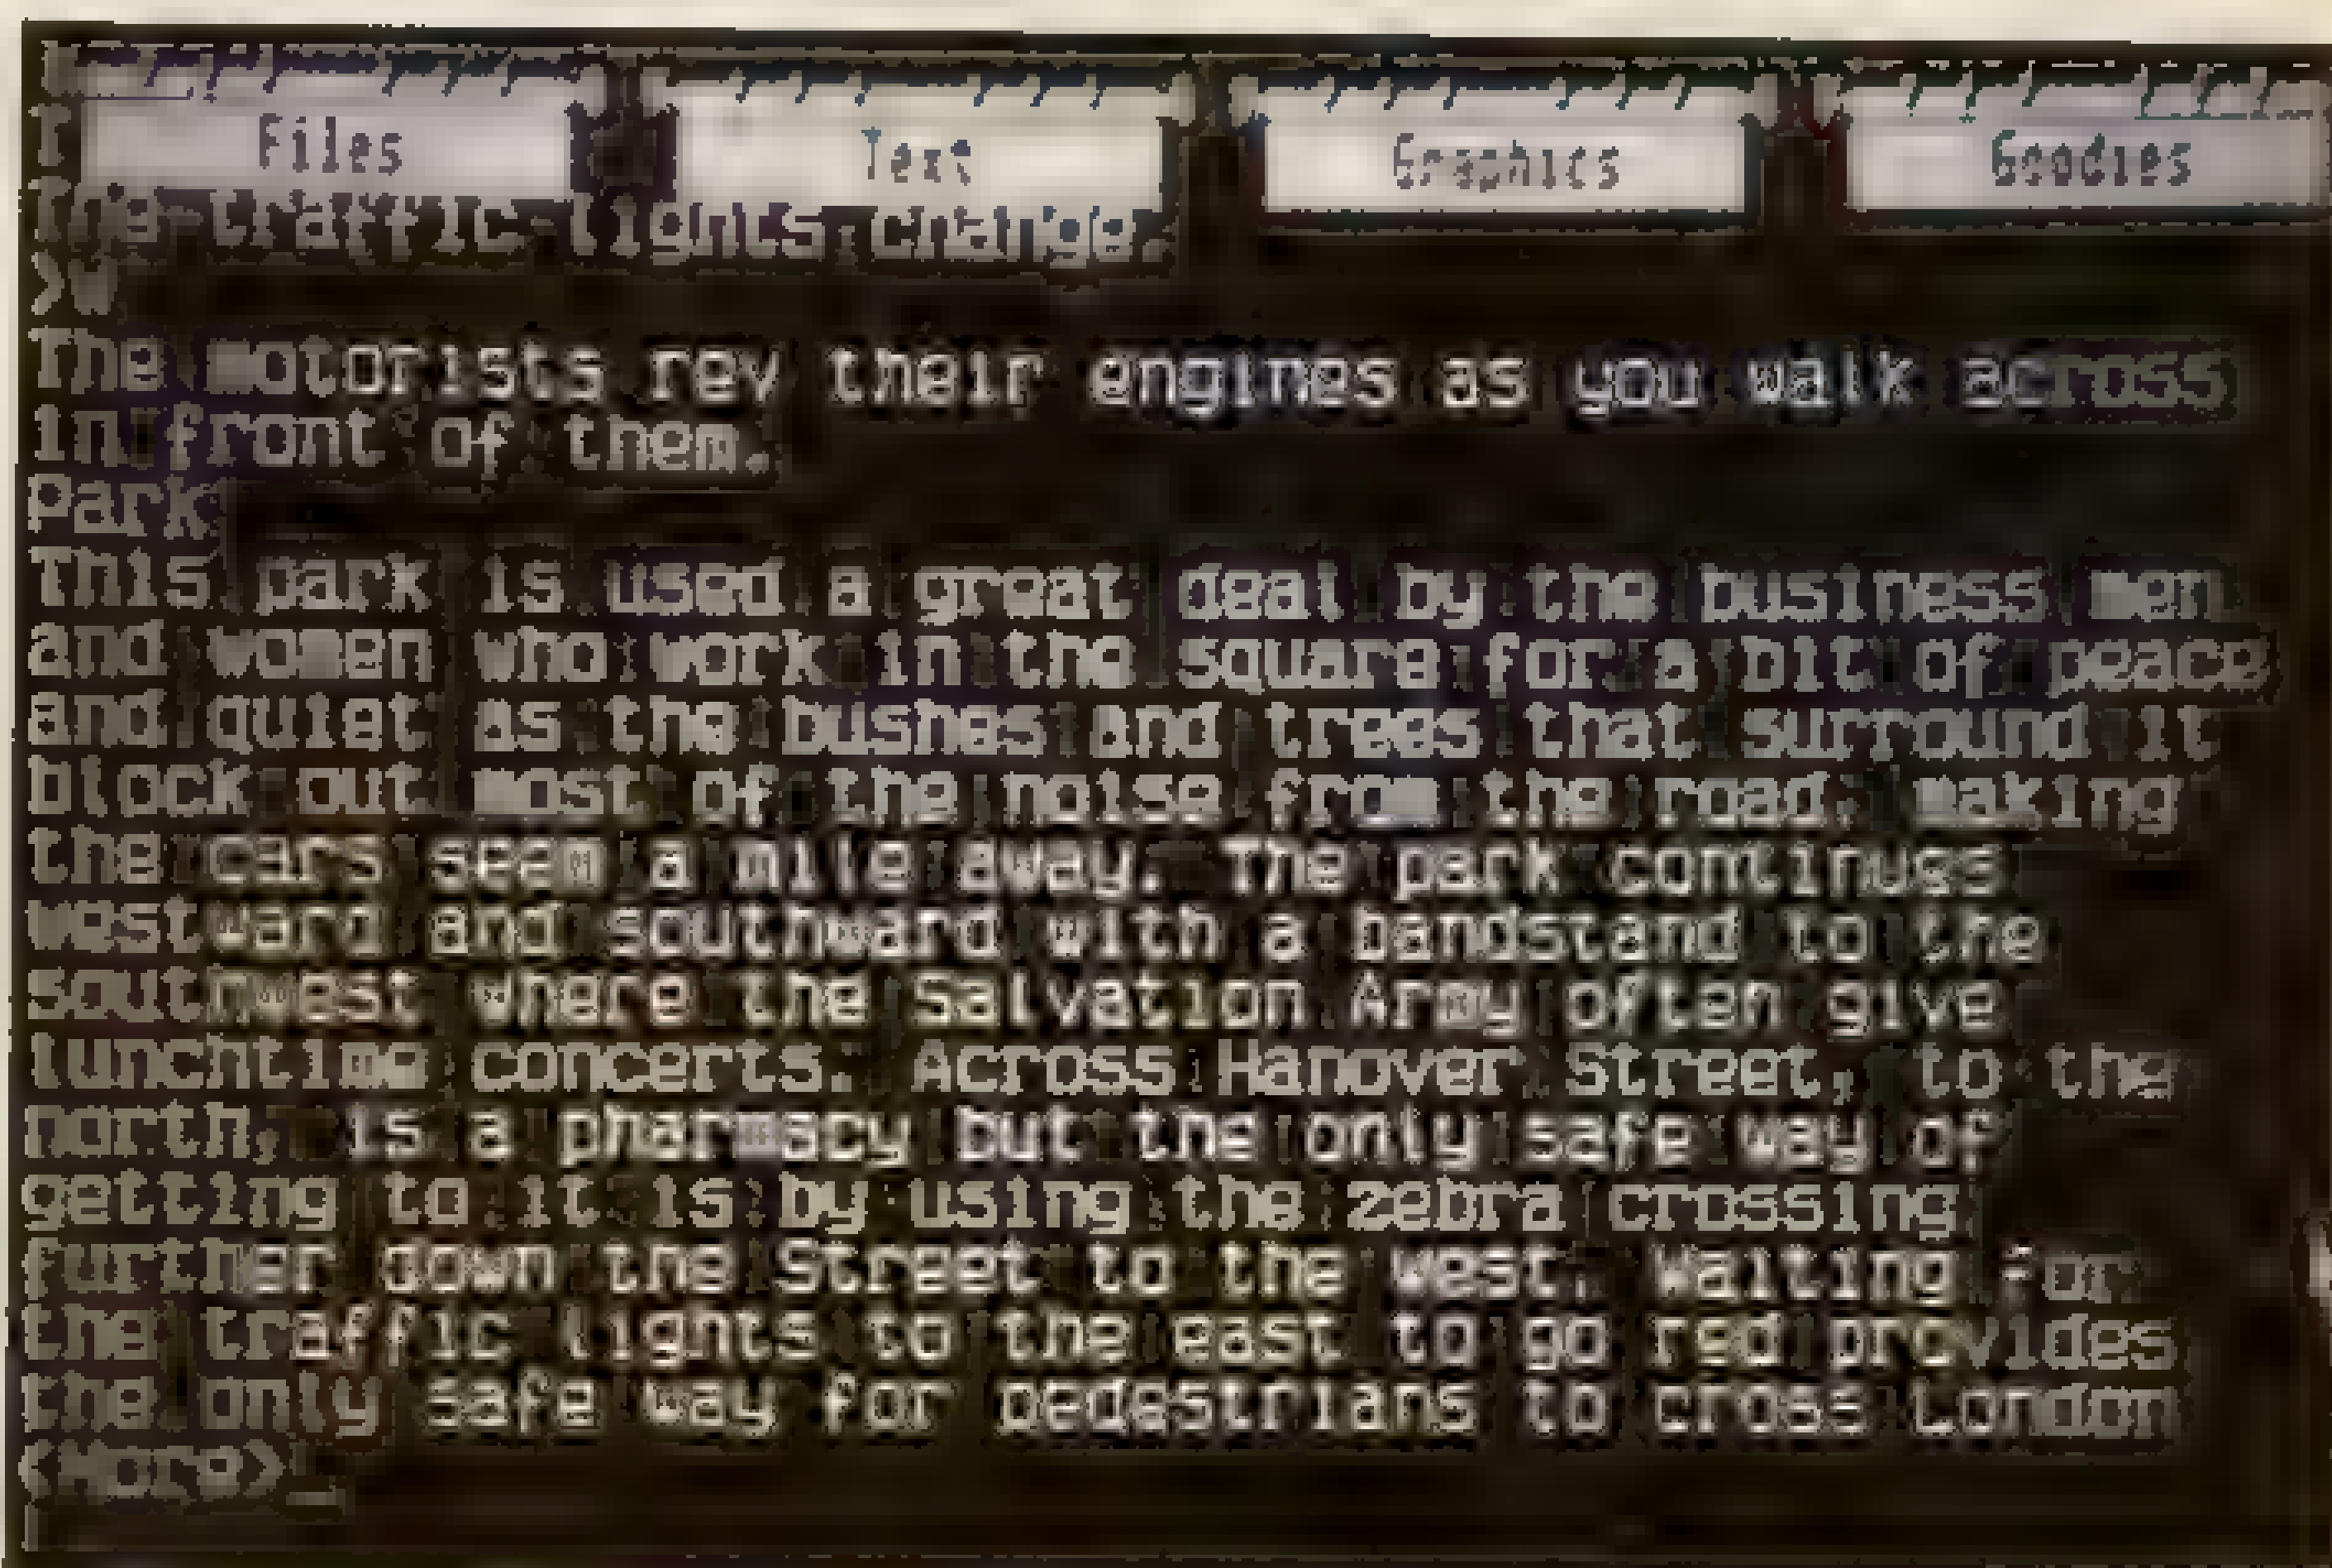 Files Text Graphics Goodies
The traffic lights change.
>W
The motorists rev their engines as you walk across
in front of them.
Park
This park is used a great deal by the business men
and women who work in the square for a bit of peace
and quiet as the bushes and trees that surround it
block out most of the noise from the road, making
the cars seem a mile away. The park continues
westward and southward with a bandstand to the
southwest where the Salvation Army often give
lunchtime concerts. Across Hanover Street, to the
north, is a pharmacy but the only safe way of
getting to it is by using the zebra crossing
further down the Street to the west. Waiting for
the traffic lights to the east to go red provides
the only safe way for pedestrians to cross London
<More>_